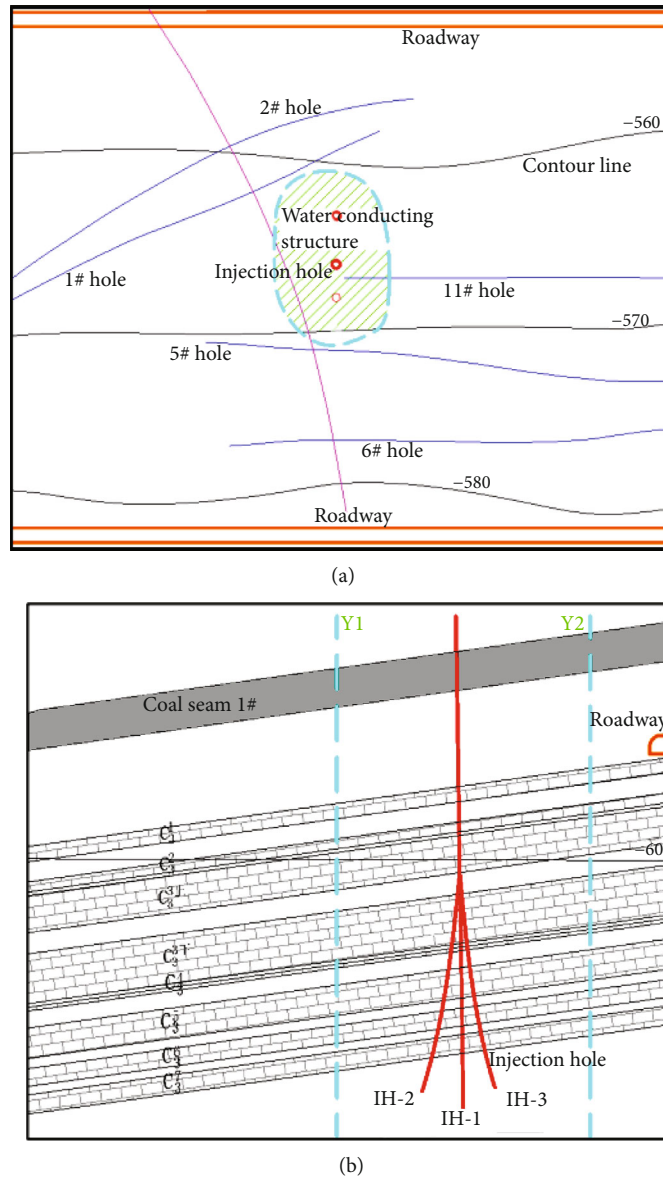 Roadway
2# hole
−560
Contour line
Water conducting
structure
1# hole
Injection hole
11# hole
−570
5# hole
6# hole
−580
Roadway
(a)
Y1
Y2
Coal seam 1#
Roadway
−60
Injection hole
IH-2
IH-1
IH-3
(b)